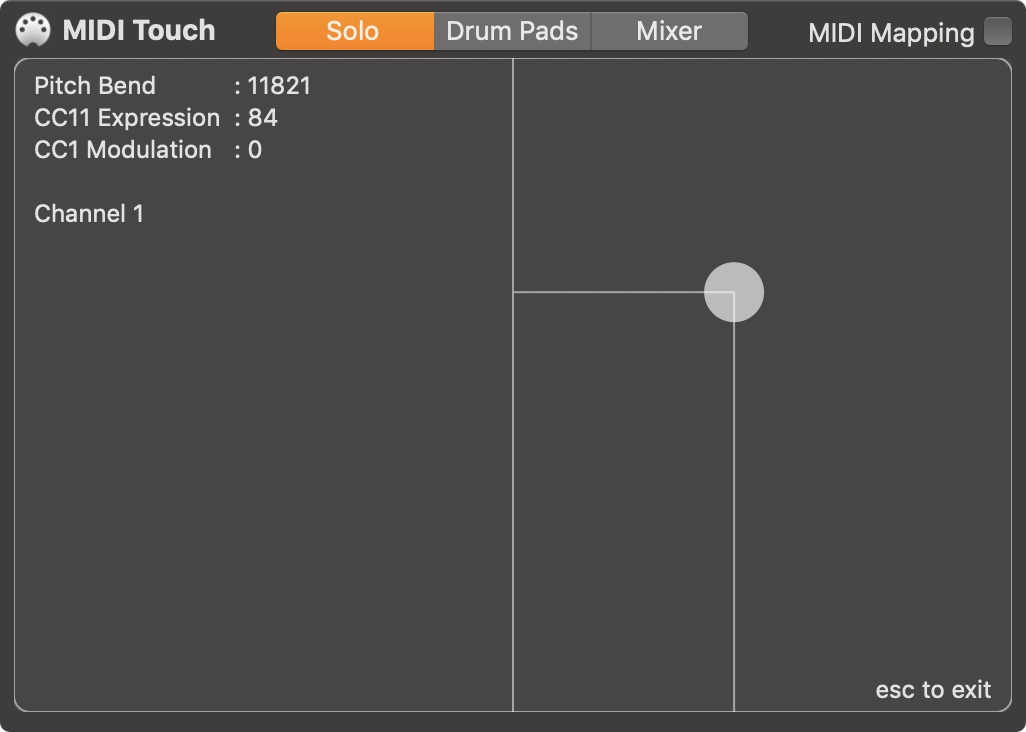 MIDI Touch
Solo
Drum Pads
Mixer
MIDI Mapping
Pitch Bend : 11821
CC11 Expression : 84
CC1 Modulation : 0
Channel 1
esc to exit